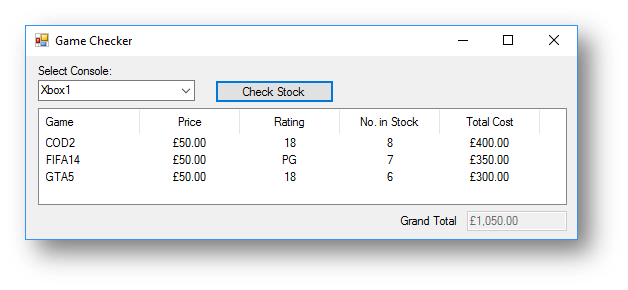 Game Checker
Select Console:
Xbox1 Check Stock
Game Price Rating No. in Stock Total Cost
COD2 £50.00 18 8 £400.00
FIFA14 £50.00 PG 7 £350.00
GTA5 £50.00 18 6 £300.00
Grand Total £1,050.00